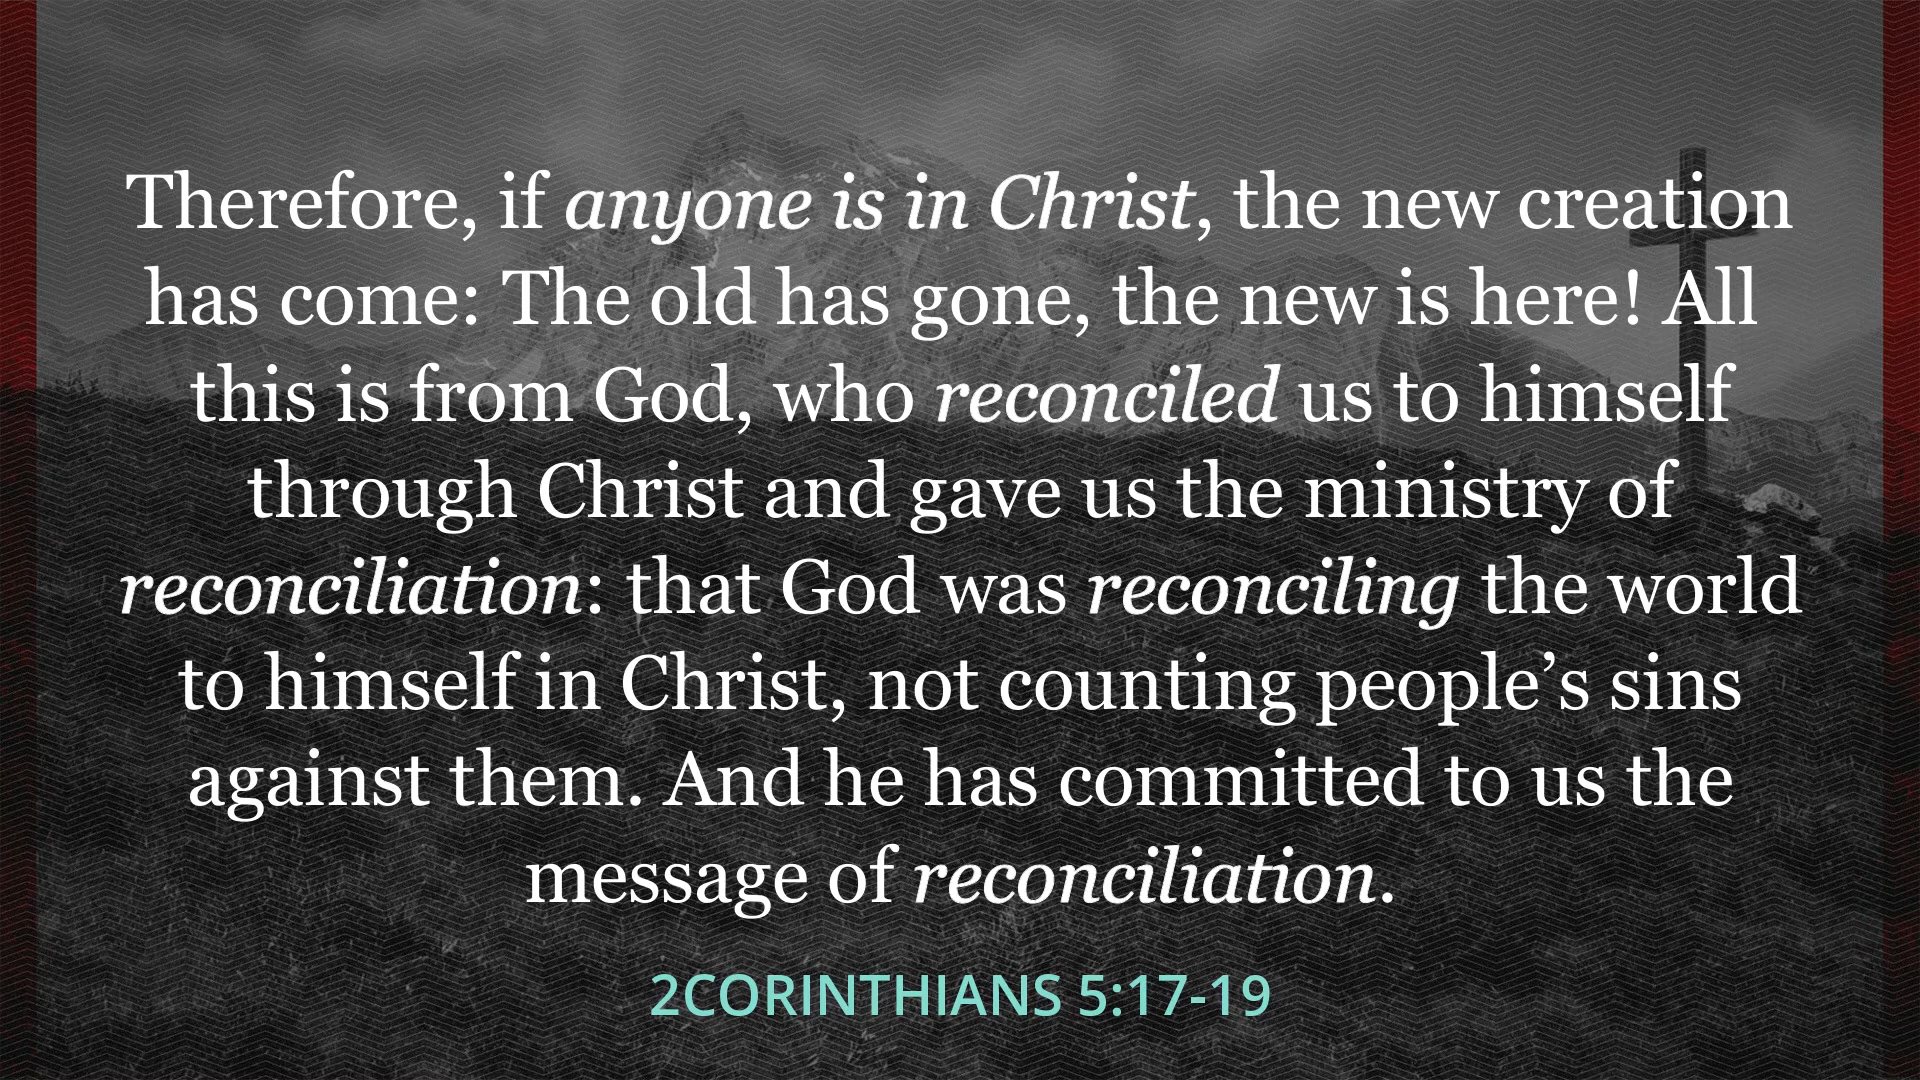 Therefore, if anyone is in Christ, the new creation
has come: The old has gone, the new is here! All
this is from God, who reconciled us to himself
through Christ and gave us the ministry of
reconciliation: that God was reconciling the world
to himself in Christ, not counting people’s sins
against them. And he has committed to us the
message of reconciliation.
2CORINTHIANS 5:17-19